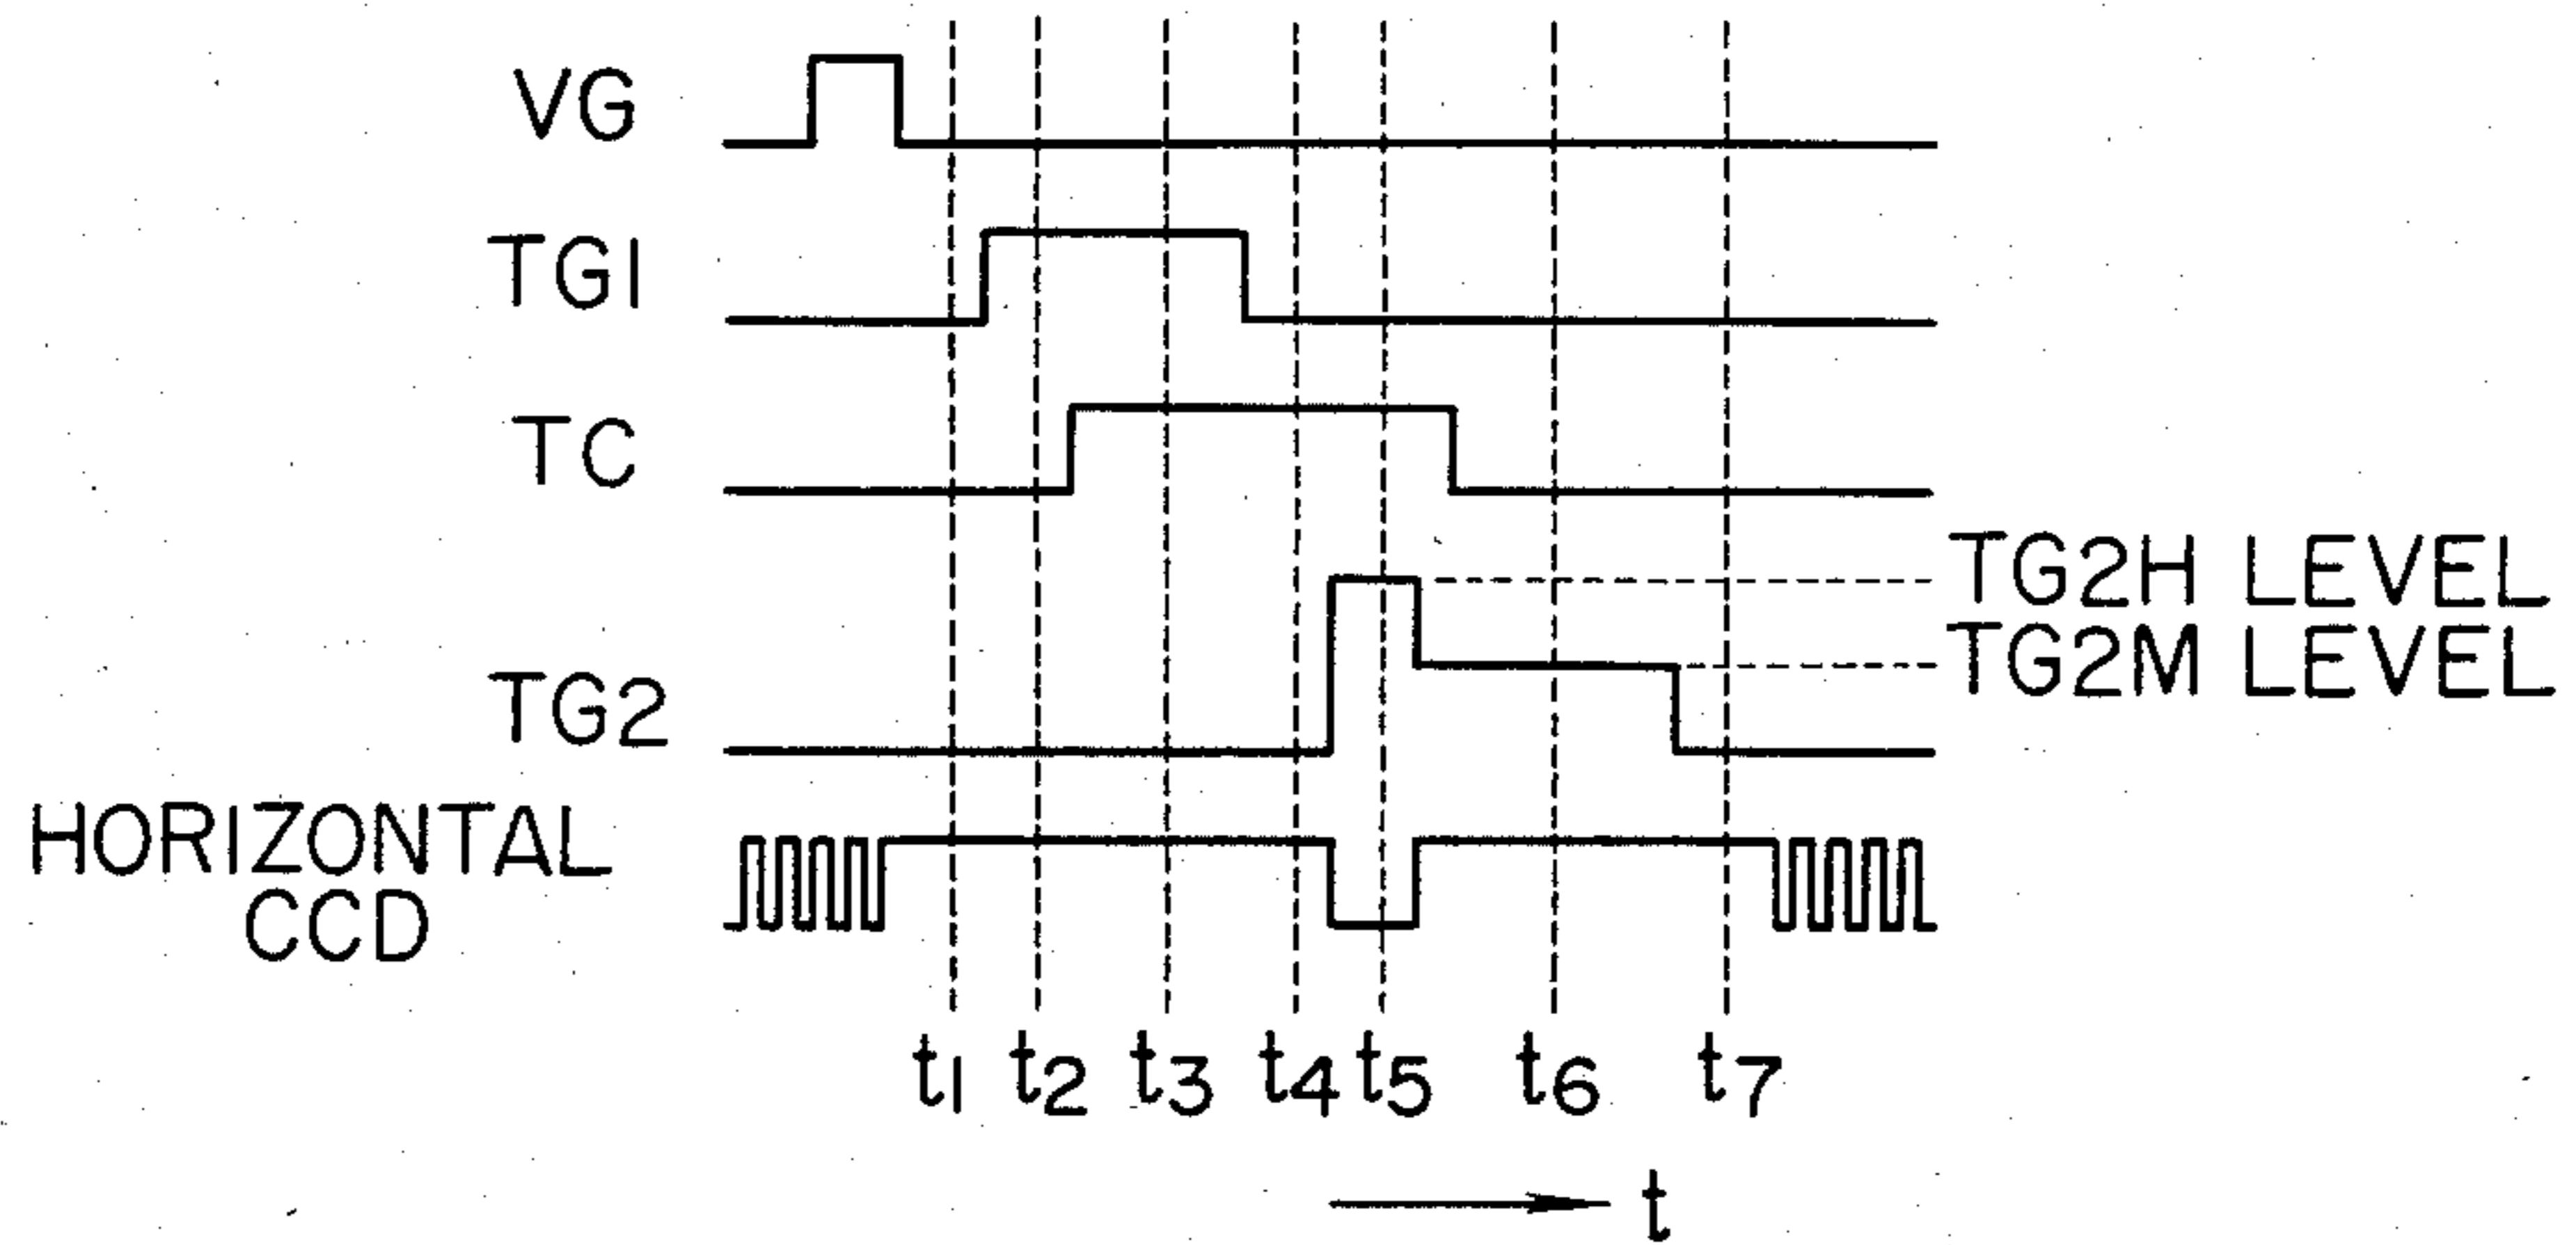 VG
TG1
TC
TG2H LEVEL
TG2M LEVEL
TG2
HORIZONTAL
CCD
t1 t2 t3 t4 t5 t6 t7
t